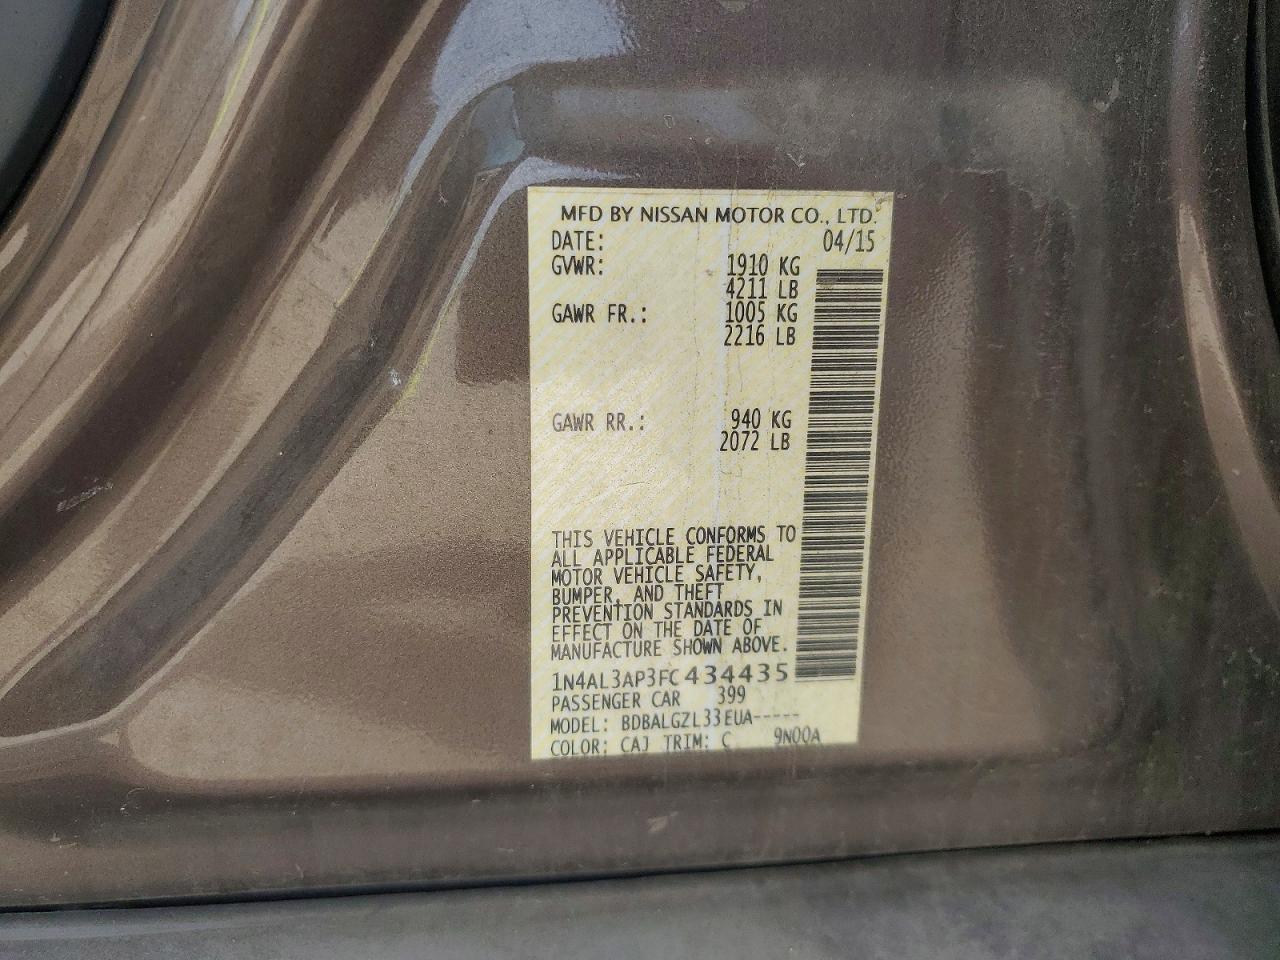 MFD BY NISSAN MOTOR CO., LTD.
DATE: 04/15
GVWR: 1910 KG
4211 LB
GAWR FR.: 1005 KG
2216 LB
GAWR RR.: 940 KG
2072 LB
THIS VEHICLE CONFORMS TO
ALL APPLICABLE FEDERAL
MOTOR VEHICLE SAFETY,
BUMPER, AND THEFT
PREVENTION STANDARDS IN
EFFECT ON THE DATE OF
MANUFACTURE SHOWN ABOVE.
1N4AL3AP3FC434435
PASSENGER CAR 399
MODEL: BDBALGZL33EUA-----
COLOR: CAJ TRIM: C 9N00A